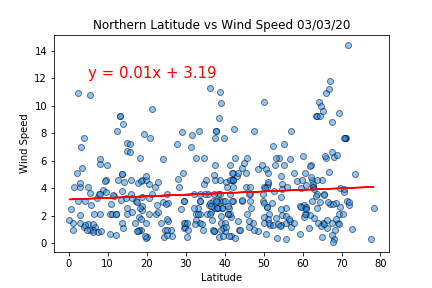 Northern Latitude vs Wind Speed 03/03/20
y = 0.01x + 3.19
Wind Speed
14
12
10
8
6
4
2
0
0 10 20 30 40 50 60 70 80
Latitude